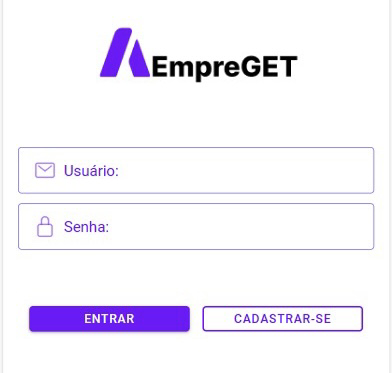 EmpreGET
Usuário:
Senha:
ENTRAR
CADASTRAR-SE